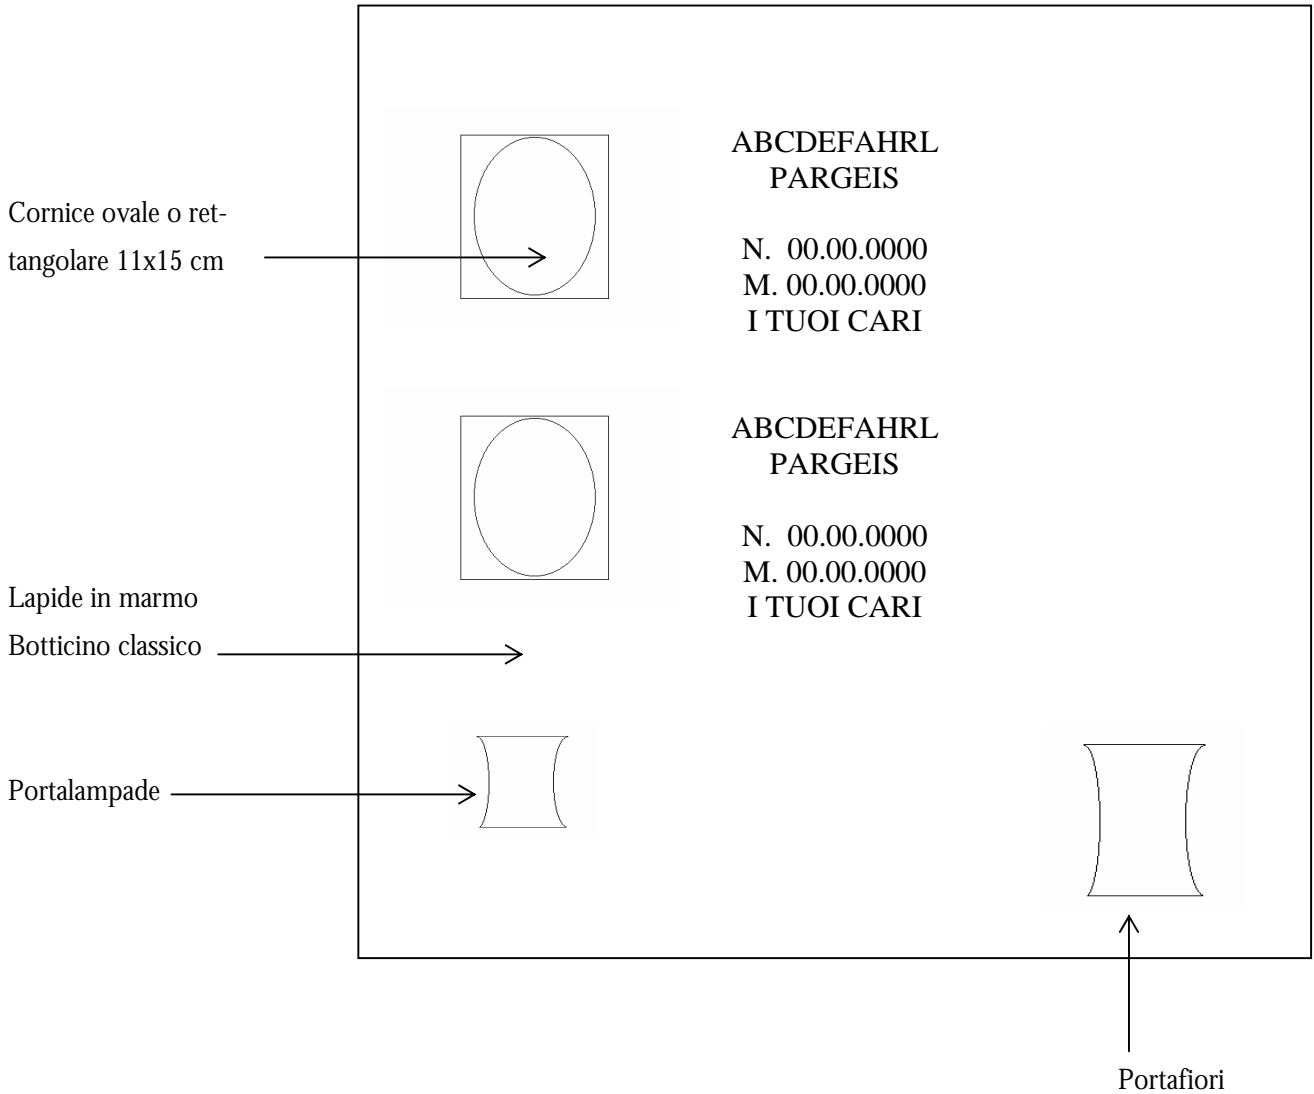 ABCDEFAHRL
PARGEIS
Cornice ovale o ret-
tangolare 11x15 cm
N.  00.00.0000
M. 00.00.0000
I TUOI CARI
ABCDEFAHRL
PARGEIS
N.  00.00.0000
M. 00.00.0000
I TUOI CARI
Lapide in marmo
Botticino classico
Portalampade
Portafiori